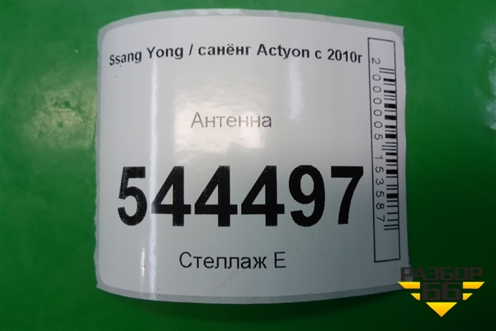 Ssang Yong / санёнг Actyon с 2010г
Антенна
544497
Стеллаж Е
2000005153587
РАЗБОР
66